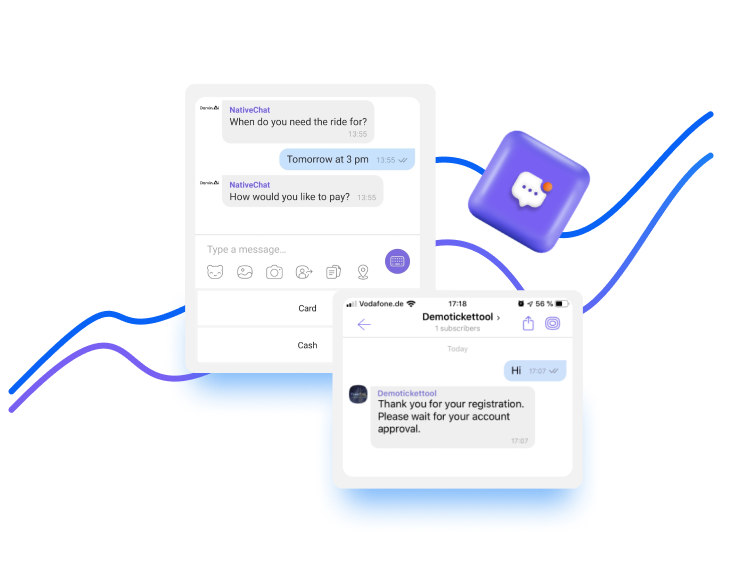 NativeChat
When do you need the ride for?
13:55
Tomorrow at 3 pm 13:55
NativeChat
How would you like to pay? 13:55
Type a message...
Card
Cash
Vodafone.de 17:18 56 %
Demotickettool ›
1 subscribers
Today
Hi 17:07
Demotickettool
Thank you for your registration.
Please wait for your account
approval.
17:07